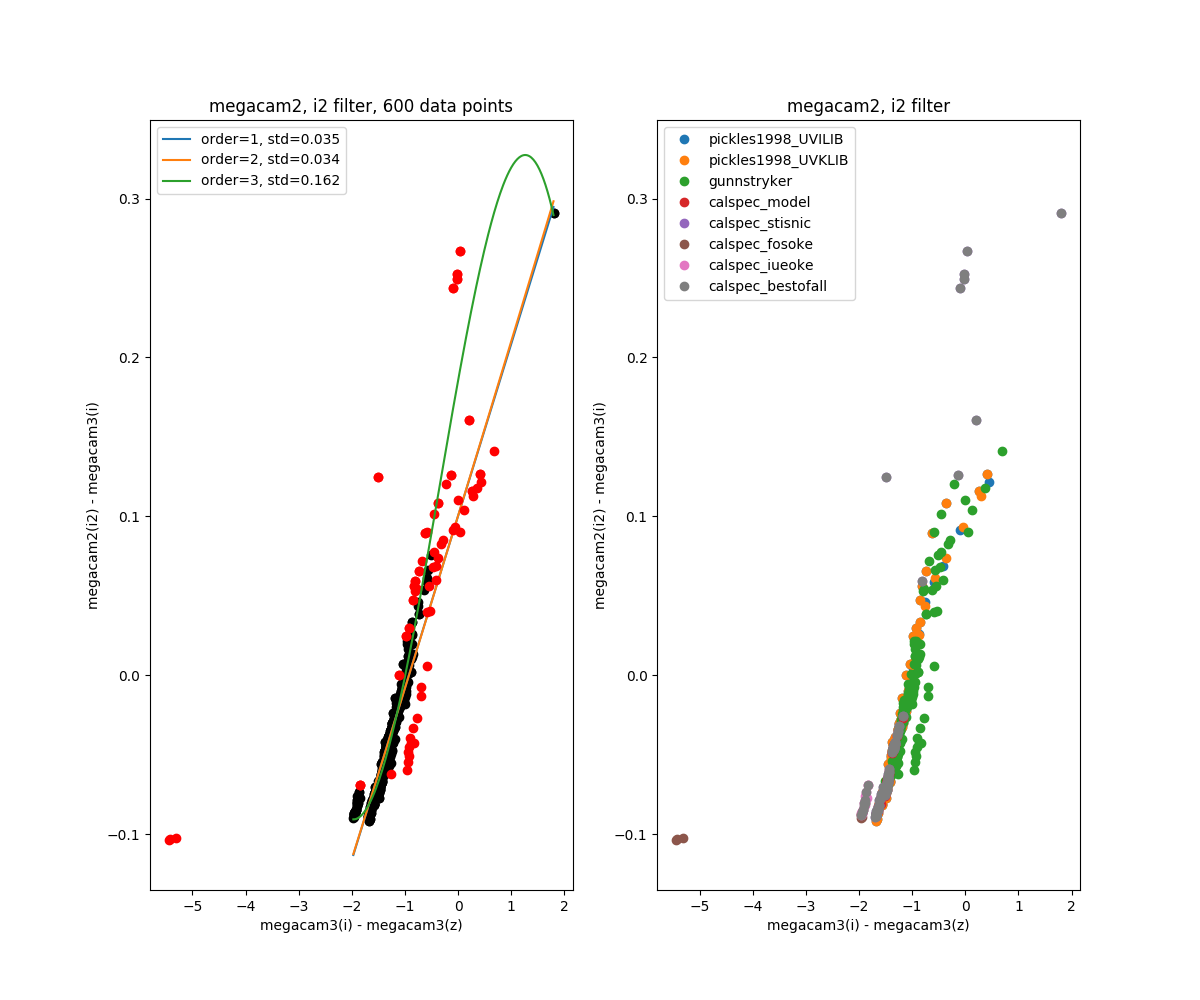 megacam2, i2 filter, 600 data points
order=1, std=0.035
order=2, std=0.034
order=3, std=0.162
0.3
0.2
0.1
0.0
−0.1
megacam2(i2) - megacam3(i)
−5
−4
−3
−2
−1
0
1
2
megacam3(i) - megacam3(z)
megacam2, i2 filter
pickles1998_UVILIB
pickles1998_UVKLIB
gunnstryker
calspec_model
calspec_stisnic
calspec_fosoke
calspec_iueoke
calspec_bestofall
0.3
0.2
0.1
0.0
−0.1
megacam2(i2) - megacam3(i)
−5
−4
−3
−2
−1
0
1
2
megacam3(i) - megacam3(z)